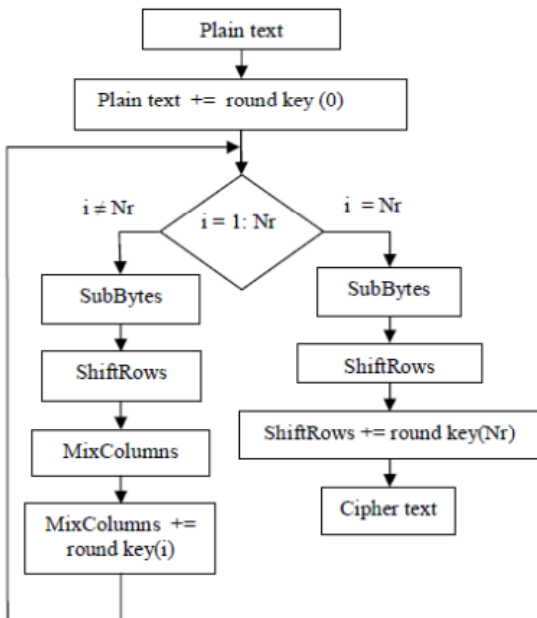 Plain text
Plain text += round key (0)
i ≠ Nr
i = Nr
i = 1: Nr
SubBytes
ShiftRows
MixColumns
MixColumns +=
round key(i)
SubBytes
ShiftRows
ShiftRows += round key(Nr)
Cipher text